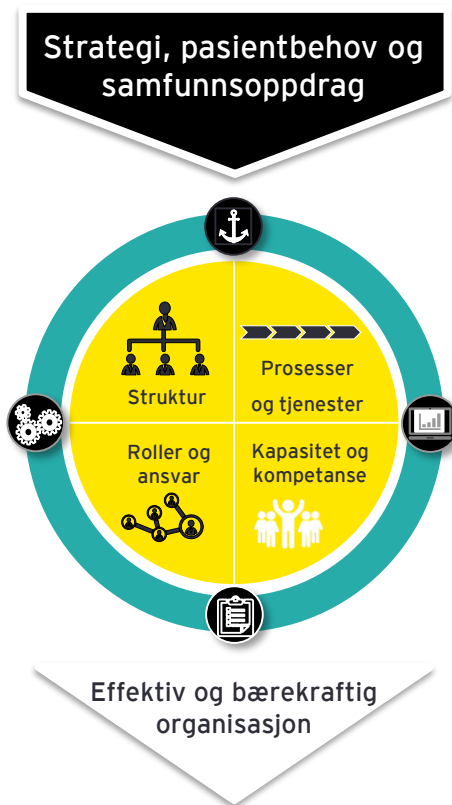 Strategi, pasientbehov og
samfunnsoppdrag
Struktur
Prosesser
og tjenester
Roller og
ansvar
Kapasitet og
kompetanse
Effektiv og bærekraftig
organisasjon